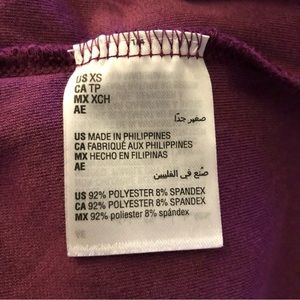 US XS
CA TP
MX XCH
AE
صغير جدًا
US MADE IN PHILIPPINES
CA FABRIQUÉ AUX PHILIPPINES
MX HECHO EN FILIPINAS
AE
صنع في الفلبين
US 92% POLYESTER 8% SPANDEX
CA 92% POLYESTER 8% SPANDEX
MX 92% poliester 8% spándex